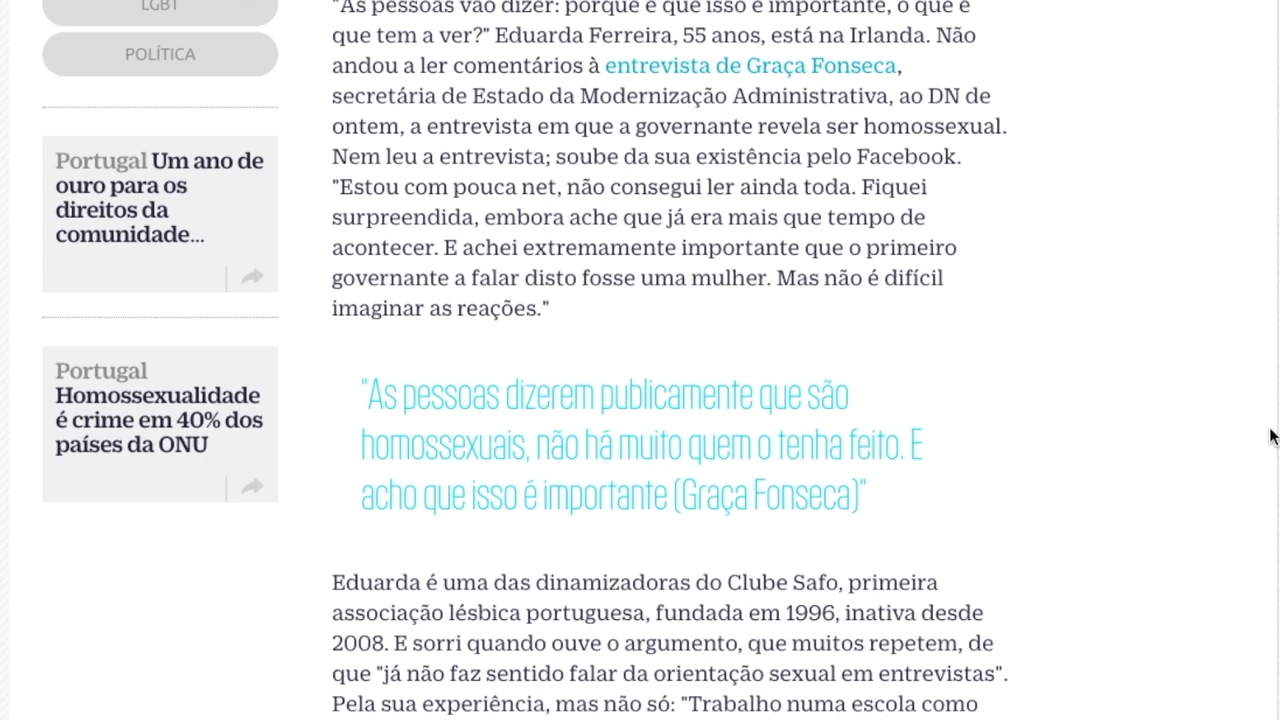 LGBT
POLÍTICA
Portugal Um ano de
ouro para os
direitos da
comunidade...
Portugal
Homossexualidade
é crime em 40% dos
países da ONU
"As pessoas vão dizer: porque é que isso é importante, o que é
que tem a ver?" Eduarda Ferreira, 55 anos, está na Irlanda. Não
andou a ler comentários à entrevista de Graça Fonseca,
secretária de Estado da Modernização Administrativa, ao DN de
ontem, a entrevista em que a governante revela ser homossexual.
Nem leu a entrevista; soube da sua existência pelo Facebook.
"Estou com pouca net, não consegui ler ainda toda. Fiquei
surpreendida, embora ache que já era mais que tempo de
acontecer. E achei extremamente importante que o primeiro
governante a falar disto fosse uma mulher. Mas não é difícil
imaginar as reações."
"As pessoas dizerem publicamente que são
homossexuais, não há muito quem o tenha feito. E
acho que isso é importante (Graça Fonseca)"
Eduarda é uma das dinamizadoras do Clube Safo, primeira
associação lésbica portuguesa, fundada em 1996, inativa desde
2008. E sorri quando ouve o argumento, que muitos repetem, de
que "já não faz sentido falar da orientação sexual em entrevistas".
Pela sua experiência, mas não só: "Trabalho numa escola como